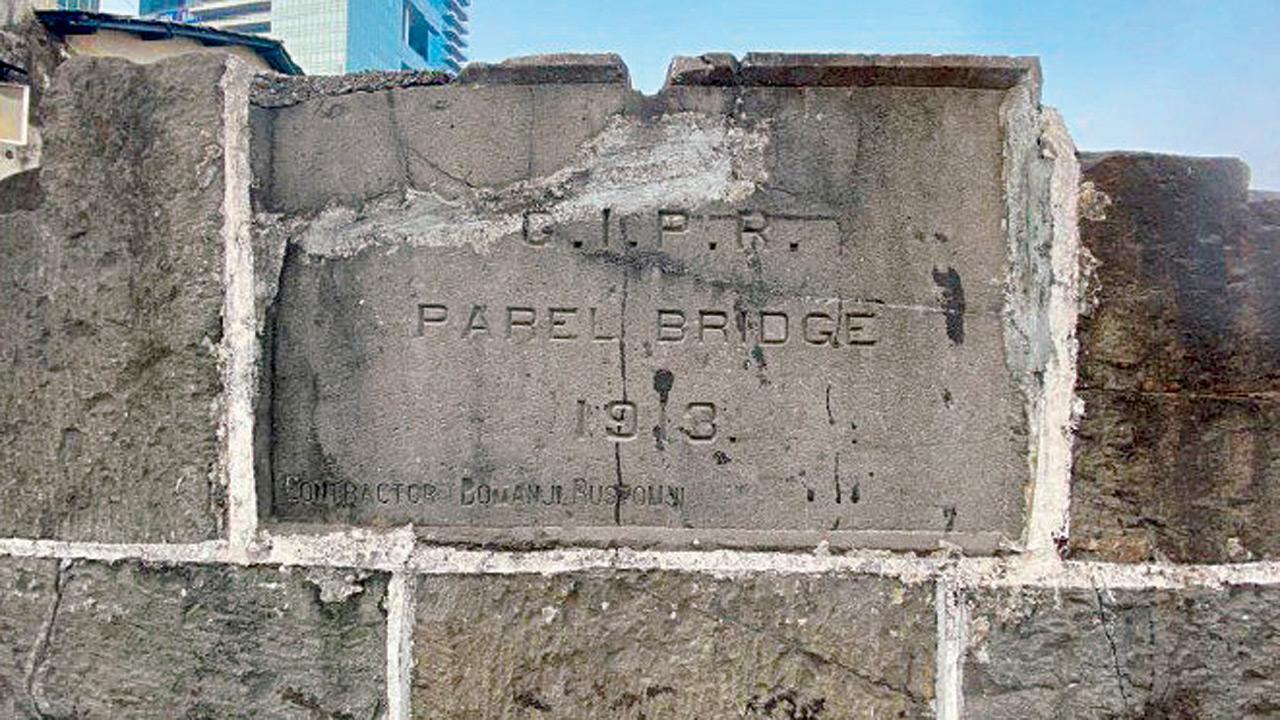 G.I.P.R.
PAREL BRIDGE
1913.
CONTRACTOR BOMANJI RUSTOMJI